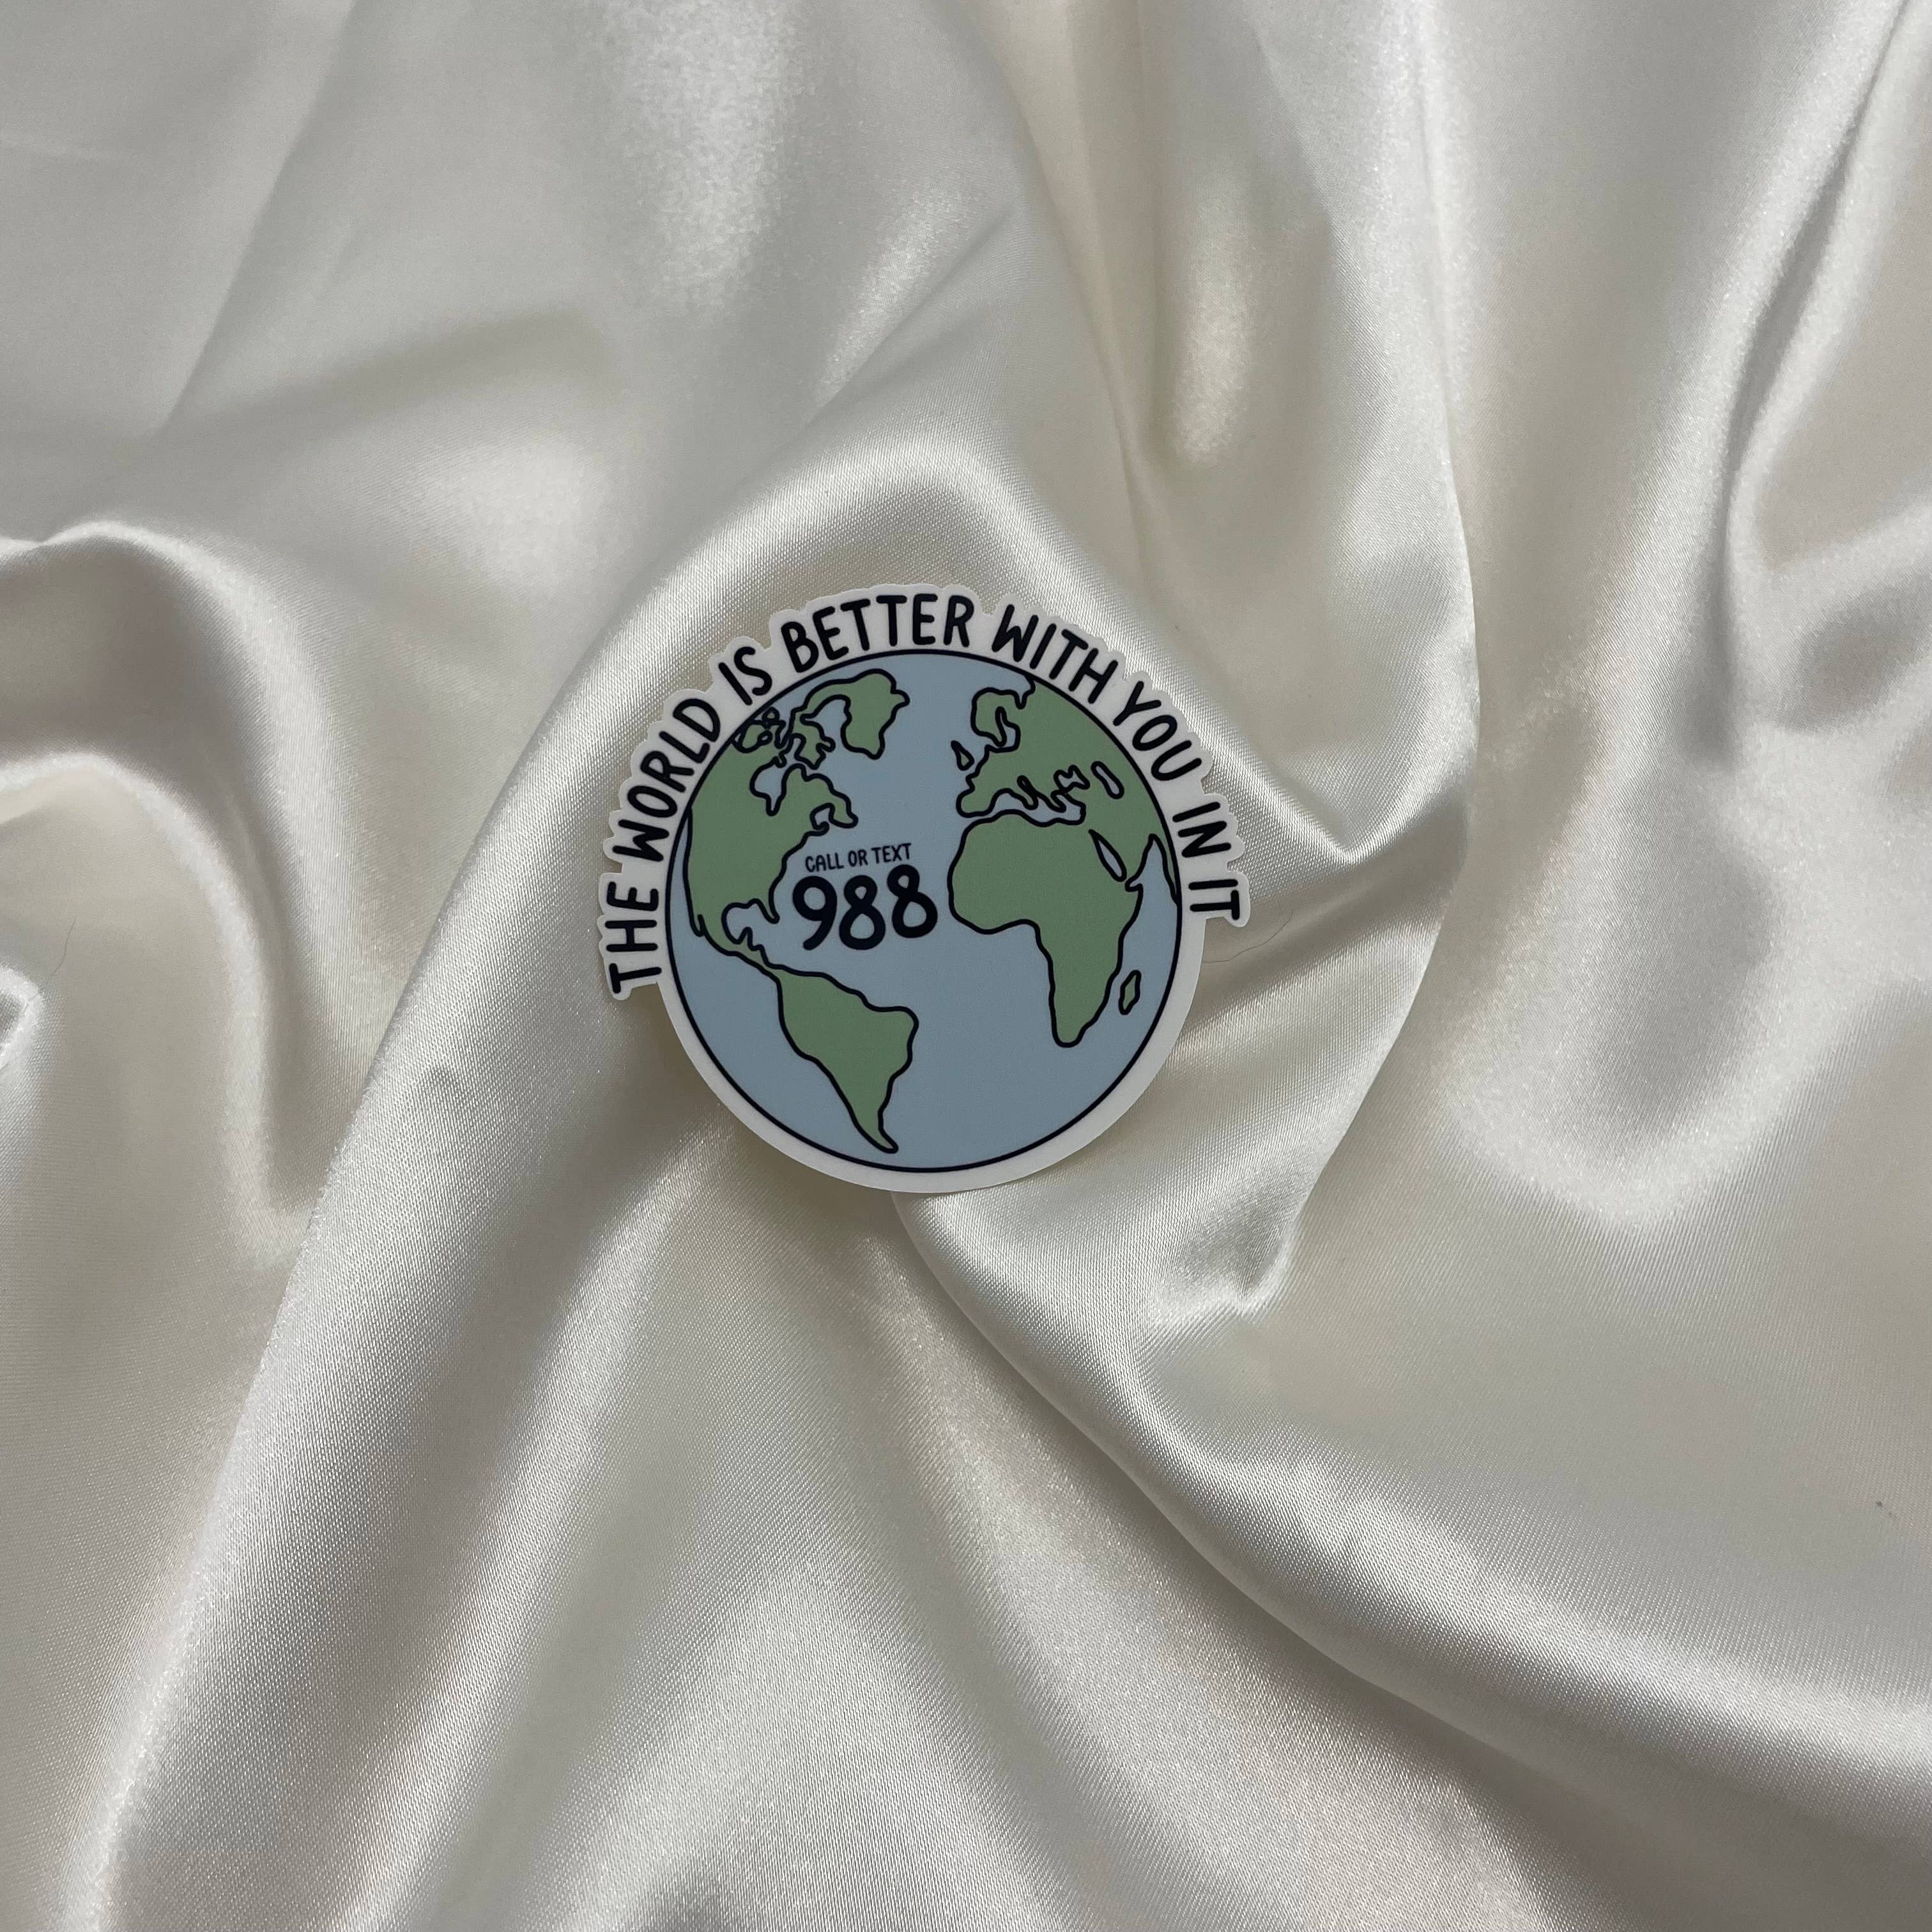 THE WORLD IS BETTER WITH YOU IN IT
CALL OR TEXT
988